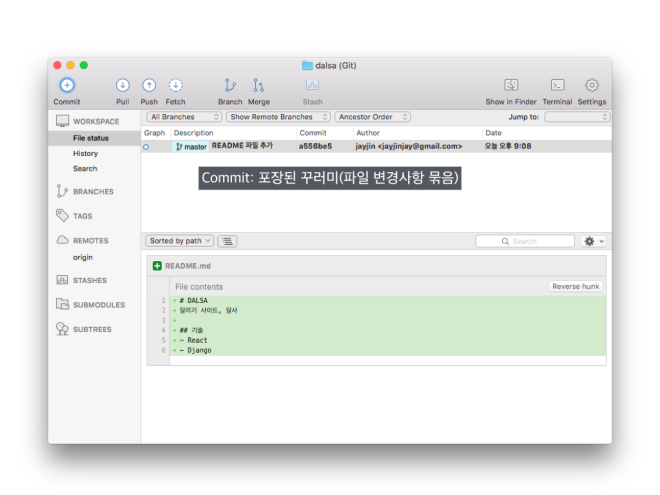 dalsa (Git)
Commit Pull Push Fetch Branch Merge Stash Show in Finder Terminal Settings
WORKSPACE
File status
History
Search
BRANCHES
TAGS
REMOTES
origin
STASHES
SUBMODULES
SUBTREES
All Branches Show Remote Branches Ancestor Order Jump to:
Graph Description Commit Author Date
master README 파일 추가 a556be5 jayjin <jayjinjay@gmail.com> 오늘 오후 9:08
Commit: 포장된 꾸러미(파일 변경사항 묶음)
Sorted by path Search
README.md
File contents Reverse hunk
1 + # DALSA
2 + 달리기 사이트, 달사
3 +
4 + ## 기술
5 + - React
6 + - Django